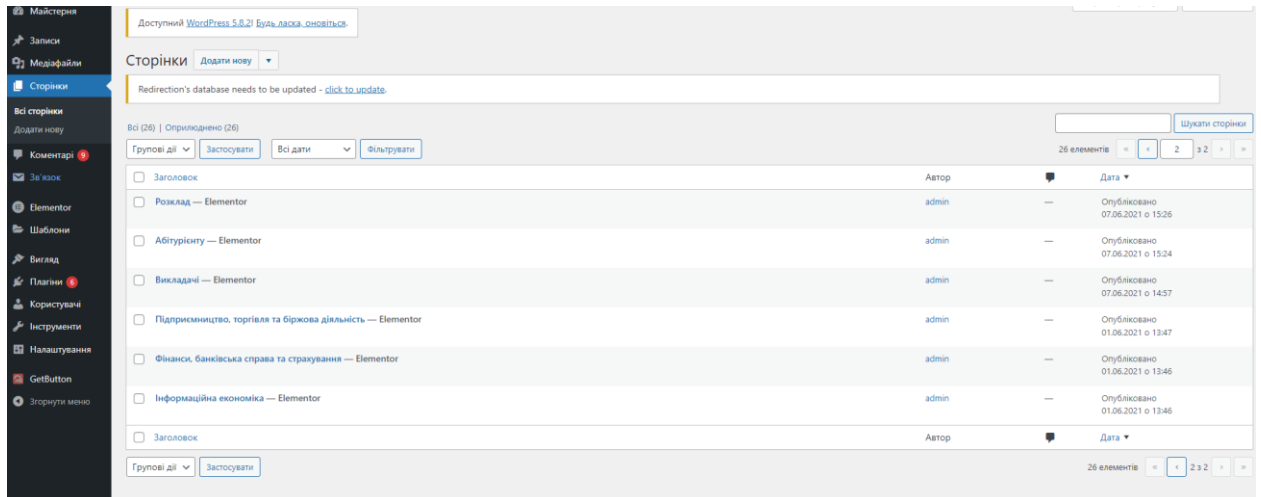 Майстерня
Записи
Медіафайли
Сторінки
Всі сторінки
Додати нову
Коментарі 9
Зв'язок
Elementor
Шаблони
Вигляд
Плагіни 6
Користувачі
Інструменти
Налаштування
GetButton
Згорнути меню
Доступний WordPress 5.8.2! Будь ласка, оновіться.
Сторінки Додати нову
Redirection's database needs to be updated - click to update.
Всі (26) | Оприлюднено (26)
Шукати сторінки
Групові дії Застосувати Всі дати Фільтрувати
26 елементів « ‹ 2 з 2 › »
Заголовок Автор Дата
Розклад — Elementor admin — Опубліковано
07.06.2021 о 15:26
Абітурієнту — Elementor admin — Опубліковано
07.06.2021 о 15:24
Викладачі — Elementor admin — Опубліковано
07.06.2021 о 14:57
Підприємництво, торгівля та біржова діяльність — Elementor admin — Опубліковано
01.06.2021 о 13:47
Фінанси, банківська справа та страхування — Elementor admin — Опубліковано
01.06.2021 о 13:46
Інформаційна економіка — Elementor admin — Опубліковано
01.06.2021 о 13:46
Заголовок Автор Дата
Групові дії Застосувати
26 елементів « ‹ 2 з 2 › »